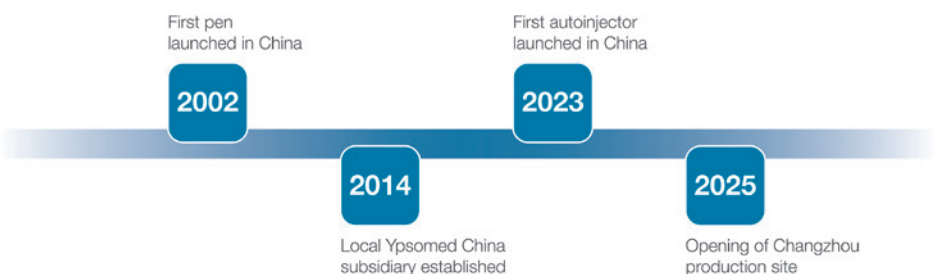 First pen
launched in China
2002
2014
Local Ypsomed China
subsidiary established
First autoinjector
launched in China
2023
2025
Opening of Changzhou
production site